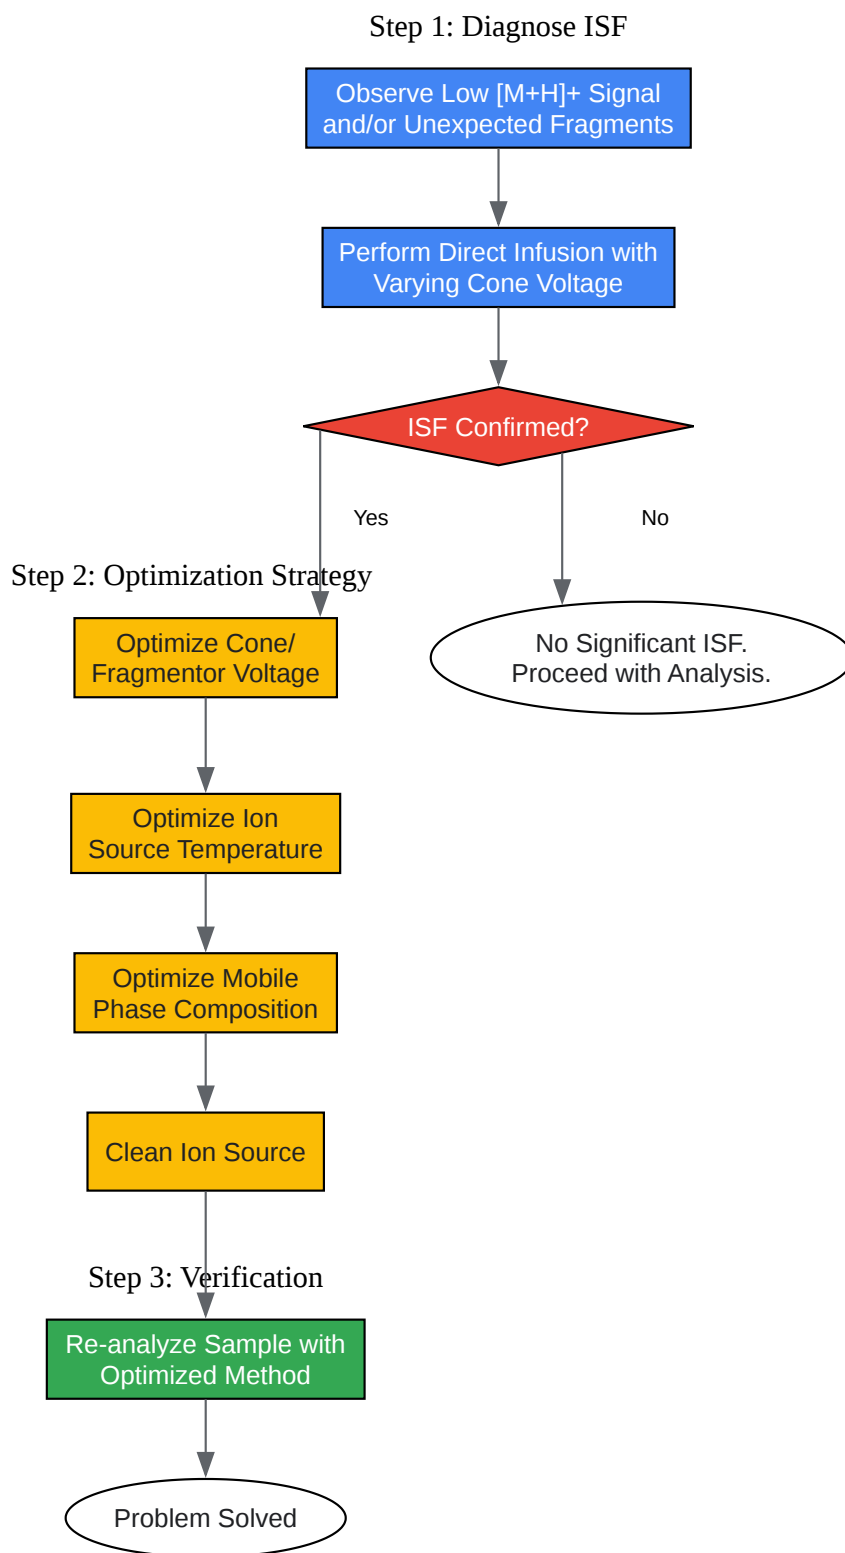 Step 1: Diagnose ISF
Observe Low [M+H]+ Signal
and/or Unexpected Fragments
Perform Direct Infusion with
Varying Cone Voltage
ISF Confirmed?
Yes
No
Step 2: Optimization Strategy
Optimize Cone/
Fragmentor Voltage
No Significant ISF.
Proceed with Analysis.
Optimize Ion
Source Temperature
Optimize Mobile
Phase Composition
Clean Ion Source
Step 3: Verification
Re-analyze Sample with
Optimized Method
Problem Solved